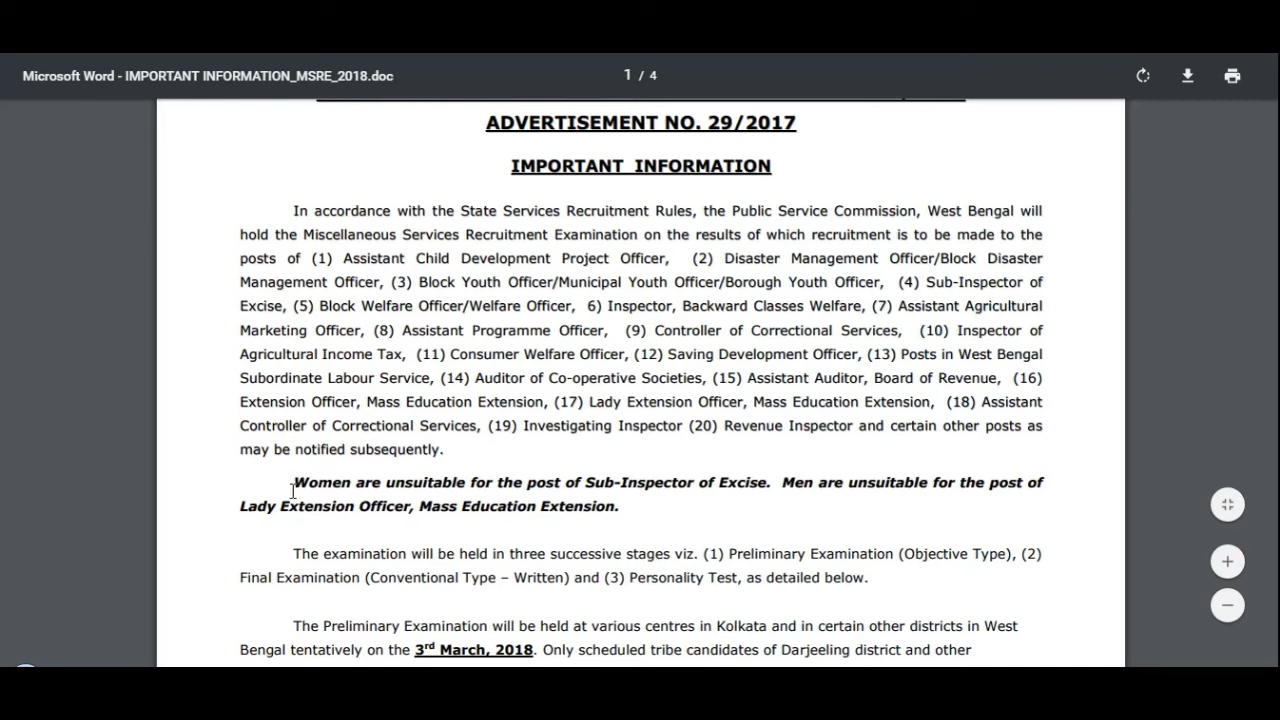 Microsoft Word - IMPORTANT INFORMATION_MSRE_2018.doc
1 / 4
ADVERTISEMENT NO. 29/2017
IMPORTANT INFORMATION
In accordance with the State Services Recruitment Rules, the Public Service Commission, West Bengal will
hold the Miscellaneous Services Recruitment Examination on the results of which recruitment is to be made to the
posts of (1) Assistant Child Development Project Officer, (2) Disaster Management Officer/Block Disaster
Management Officer, (3) Block Youth Officer/Municipal Youth Officer/Borough Youth Officer, (4) Sub-Inspector of
Excise, (5) Block Welfare Officer/Welfare Officer, 6) Inspector, Backward Classes Welfare, (7) Assistant Agricultural
Marketing Officer, (8) Assistant Programme Officer, (9) Controller of Correctional Services, (10) Inspector of
Agricultural Income Tax, (11) Consumer Welfare Officer, (12) Saving Development Officer, (13) Posts in West Bengal
Subordinate Labour Service, (14) Auditor of Co-operative Societies, (15) Assistant Auditor, Board of Revenue, (16)
Extension Officer, Mass Education Extension, (17) Lady Extension Officer, Mass Education Extension, (18) Assistant
Controller of Correctional Services, (19) Investigating Inspector (20) Revenue Inspector and certain other posts as
may be notified subsequently.
Women are unsuitable for the post of Sub-Inspector of Excise. Men are unsuitable for the post of
Lady Extension Officer, Mass Education Extension.
The examination will be held in three successive stages viz. (1) Preliminary Examination (Objective Type), (2)
Final Examination (Conventional Type – Written) and (3) Personality Test, as detailed below.
The Preliminary Examination will be held at various centres in Kolkata and in certain other districts in West
Bengal tentatively on the 3rd March, 2018. Only scheduled tribe candidates of Darjeeling district and other